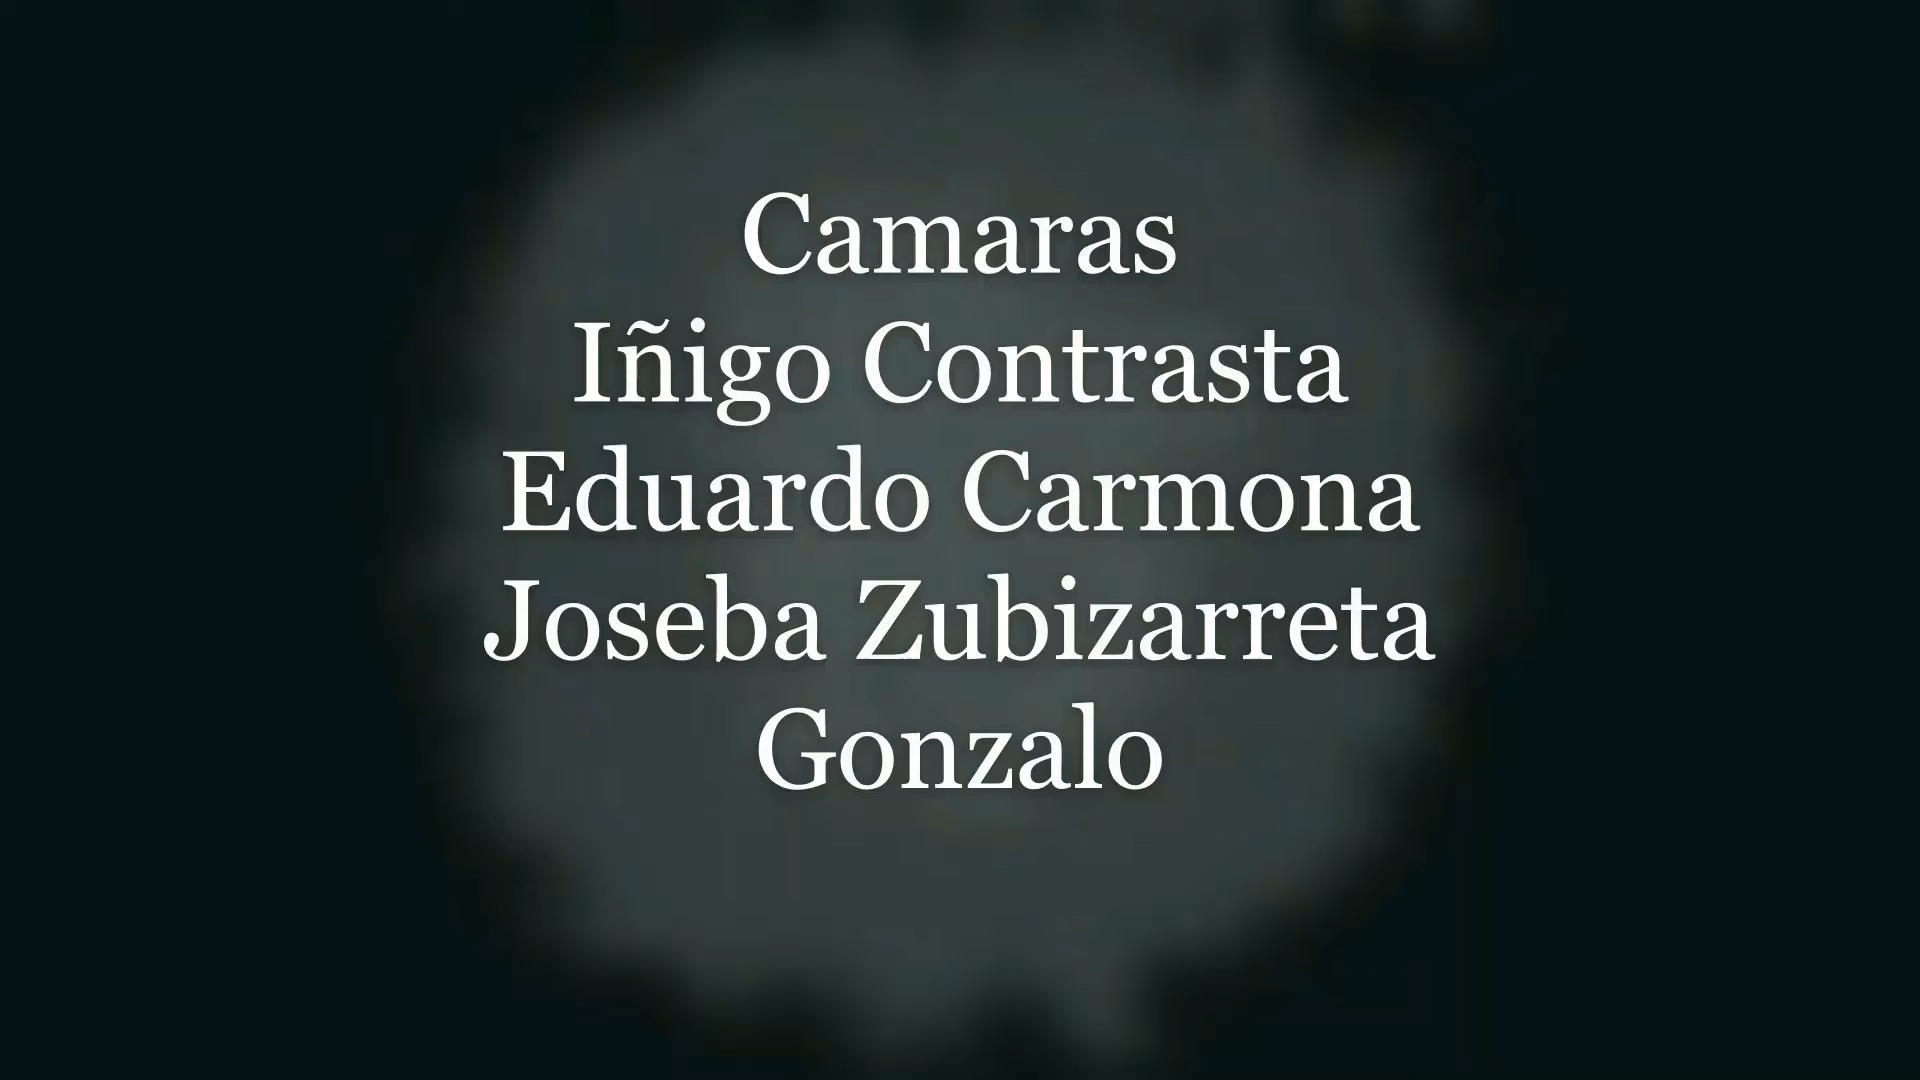 Camaras
Iñigo Contrasta
Eduardo Carmona
Joseba Zubizarreta
Gonzalo